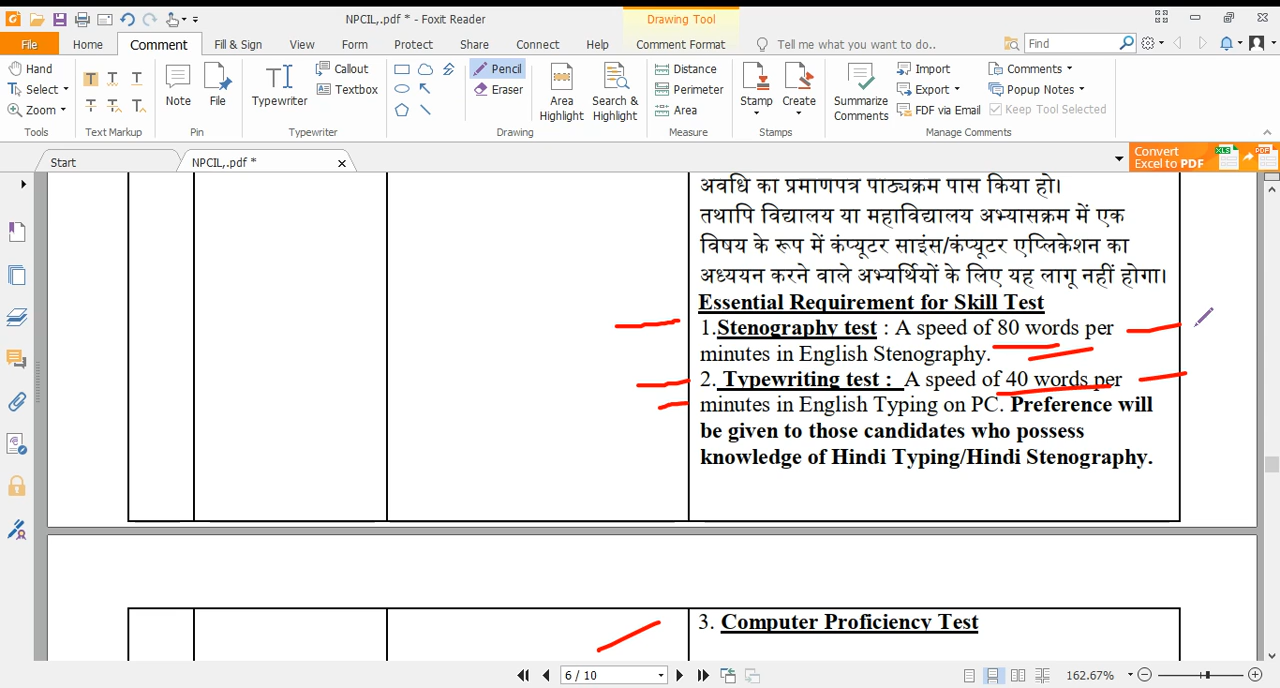 NPCIL,.pdf * - Foxit Reader
Drawing Tool
File
Home
Comment
Fill & Sign
View
Form
Protect
Share
Connect
Help
Comment Format
Tell me what you want to do..
Find
Hand
Select
Zoom
Tools
Text Markup
Note
File
Pin
Typewriter
Callout
Textbox
Typewriter
Pencil
Eraser
Area
Highlight
Search &
Highlight
Drawing
Distance
Perimeter
Area
Measure
Stamp
Create
Stamps
Summarize
Comments
Import
Export
FDF via Email
Comments
Popup Notes
Keep Tool Selected
Manage Comments
Start
NPCIL,.pdf *
Convert
Excel to PDF
XLS
PDF
अवधि का प्रमाणपत्र पाठ्यक्रम पास किया हो।
तथापि विद्यालय या महाविद्यालय अभ्यासक्रम में एक
विषय के रूप में कंप्यूटर साइंस/कंप्यूटर एप्लिकेशन का
अध्ययन करने वाले अभ्यर्थियों के लिए यह लागू नहीं होगा।
Essential Requirement for Skill Test
1.Stenography test : A speed of 80 words per
minutes in English Stenography.
2. Typewriting test : A speed of 40 words per
minutes in English Typing on PC. Preference will
be given to those candidates who possess
knowledge of Hindi Typing/Hindi Stenography.
3. Computer Proficiency Test
6 / 10
162.67%